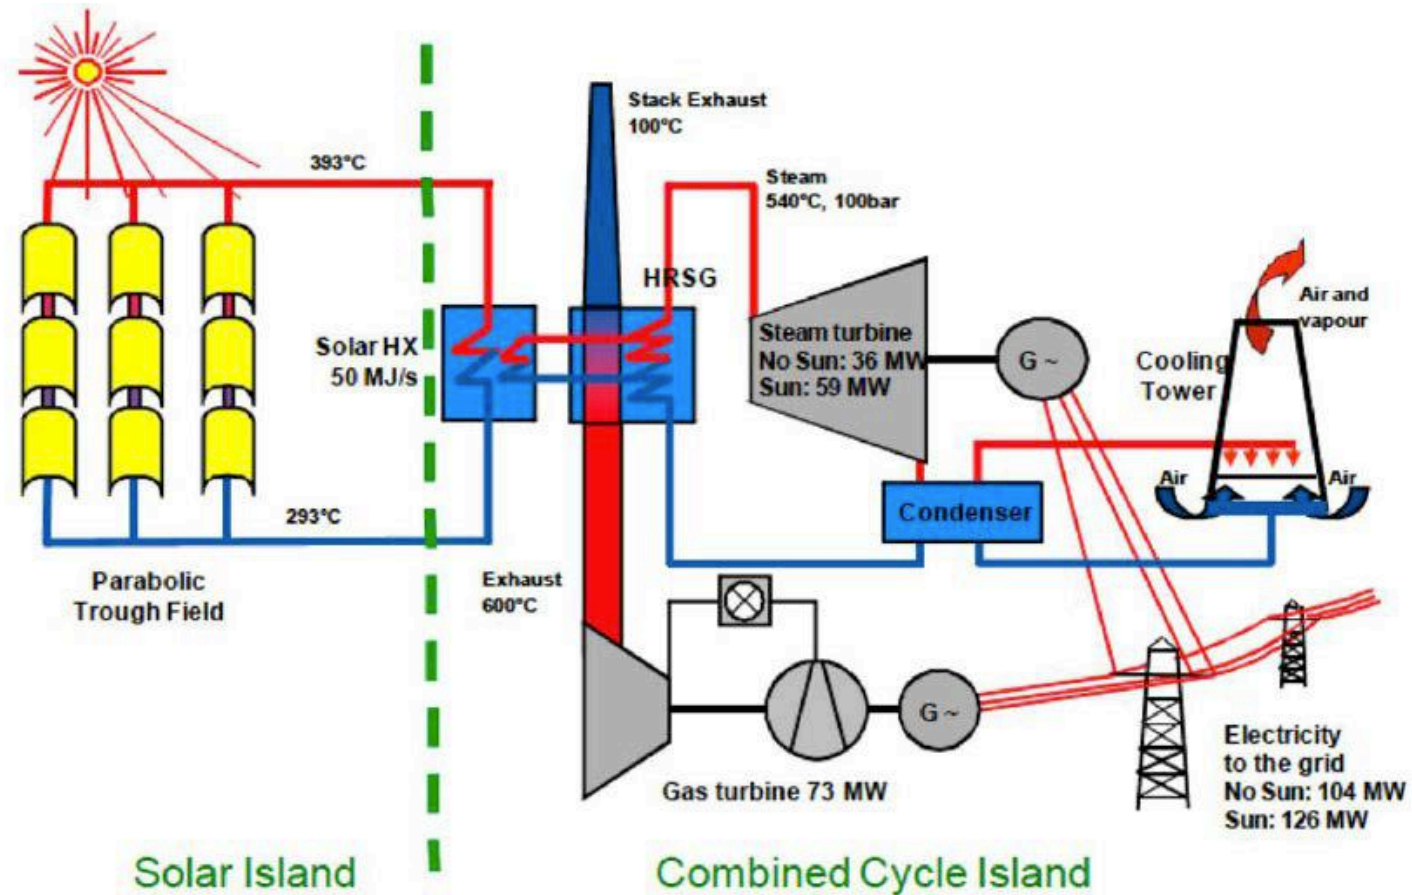 Stack Exhaust
100°C
393°C
Steam
540°C, 100bar
HRSG
Air and
vapour
Solar HX
50 MJ/s
Steam turbine
No Sun: 36 MW
Sun: 59 MW
G ~
Cooling
Tower
Air
Air
Condenser
293°C
Parabolic
Trough Field
Exhaust
600°C
G ~
Gas turbine 73 MW
Electricity
to the grid
No Sun: 104 MW
Sun: 126 MW
Solar Island
Combined Cycle Island